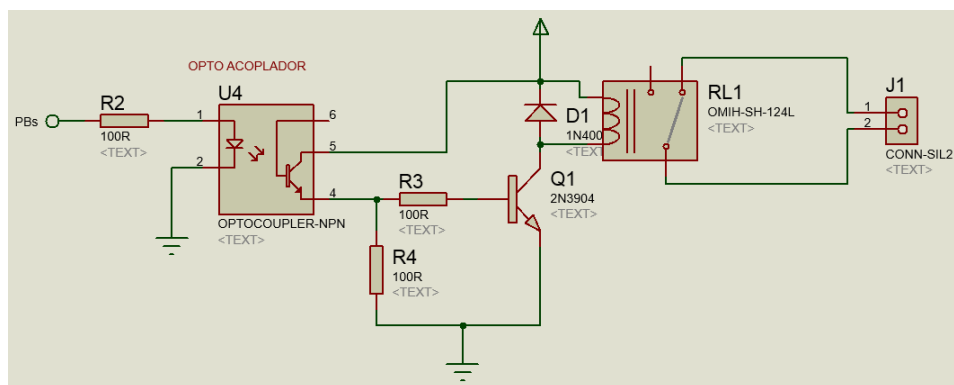 OPTO ACOPLADOR
U4
R2
PBs
100R
<TEXT>
1
2
6
5
4
OPTOCOUPLER-NPN
<TEXT>
R3
100R
<TEXT>
R4
100R
<TEXT>
D1
1N400
<TEXT
Q1
2N3904
<TEXT>
RL1
OMIH-SH-124L
<TEXT>
J1
1
2
CONN-SIL2
<TEXT>